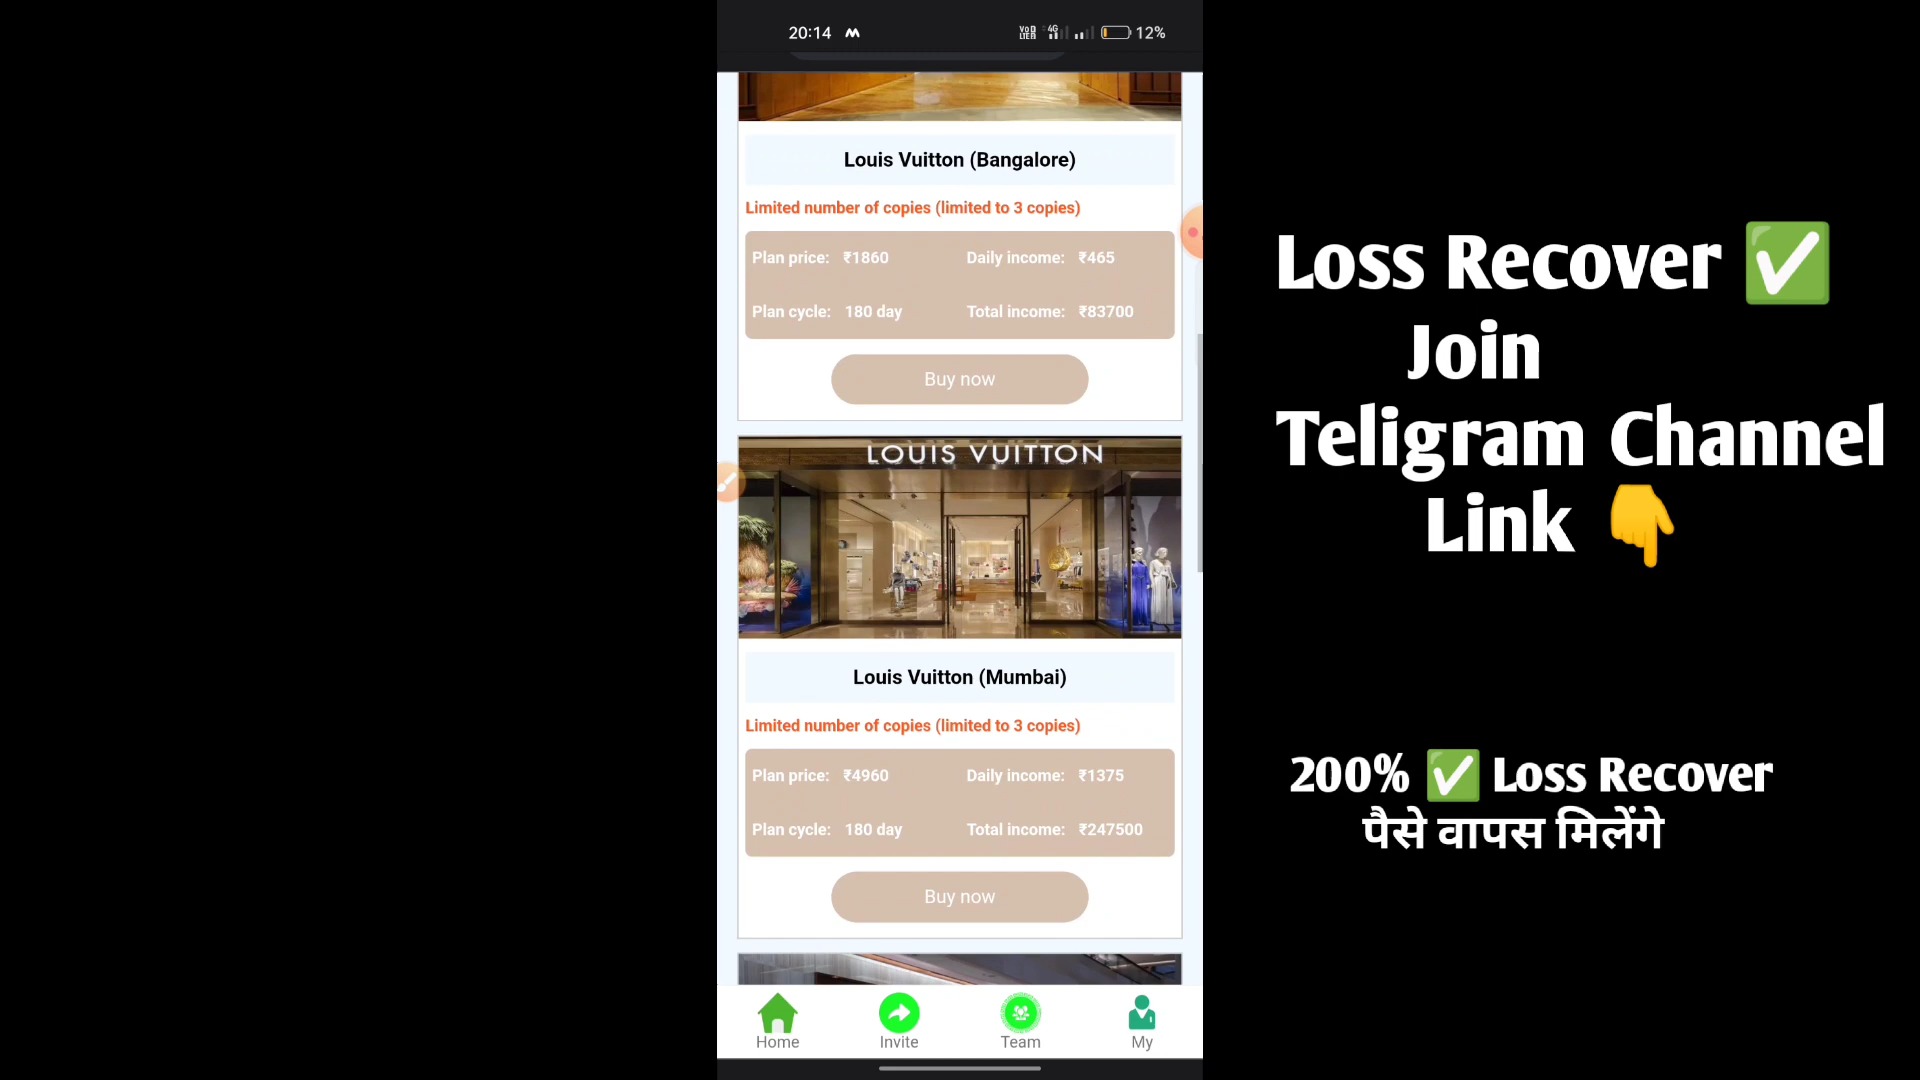 20:14
VoD LTE 4G 12%
Louis Vuitton (Bangalore)
Limited number of copies (limited to 3 copies)
Plan price: ₹1860 Daily income: ₹465
Plan cycle: 180 day Total income: ₹83700
Buy now
LOUIS VUITTON
Louis Vuitton (Mumbai)
Limited number of copies (limited to 3 copies)
Plan price: ₹4960 Daily income: ₹1375
Plan cycle: 180 day Total income: ₹247500
Buy now
Home Invite Team My
Loss Recover ✅
Join
Teligram Channel
Link 👇
200% ✅ Loss Recover
पैसे वापस मिलेंगे